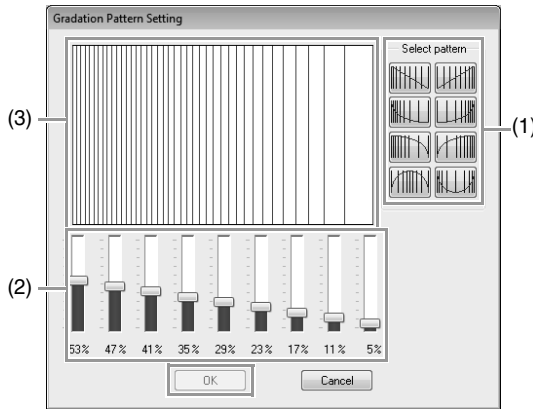 Gradation Pattern Setting
Select pattern
(3)
(1)
(2)
53% 47% 41% 35% 29% 23% 17% 11% 5%
OK Cancel